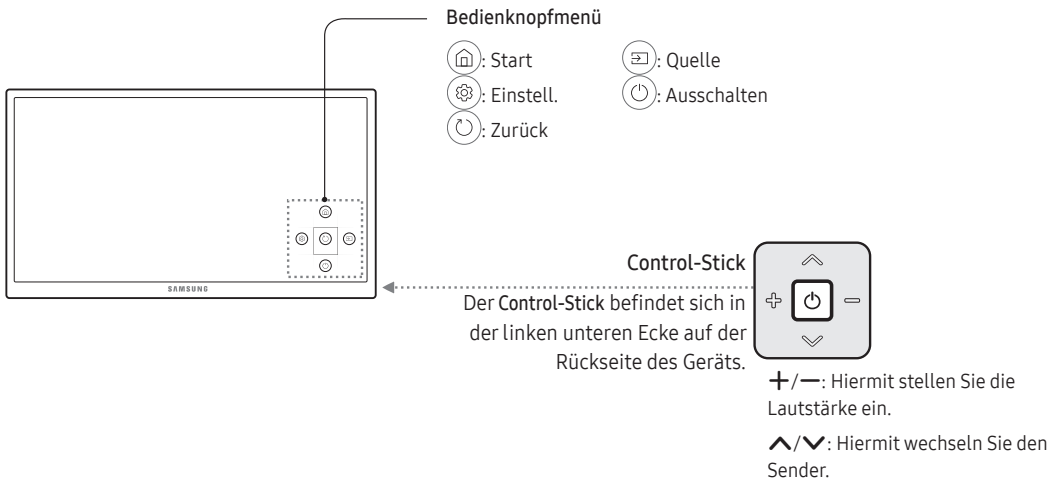 Bedienknopfmenü
: Start
: Quelle
: Einstell.
: Ausschalten
: Zurück
SAMSUNG
Control-Stick
Der Control-Stick befindet sich in
der linken unteren Ecke auf der
Rückseite des Geräts.
+/−: Hiermit stellen Sie die
Lautstärke ein.
∧/∨: Hiermit wechseln Sie den
Sender.